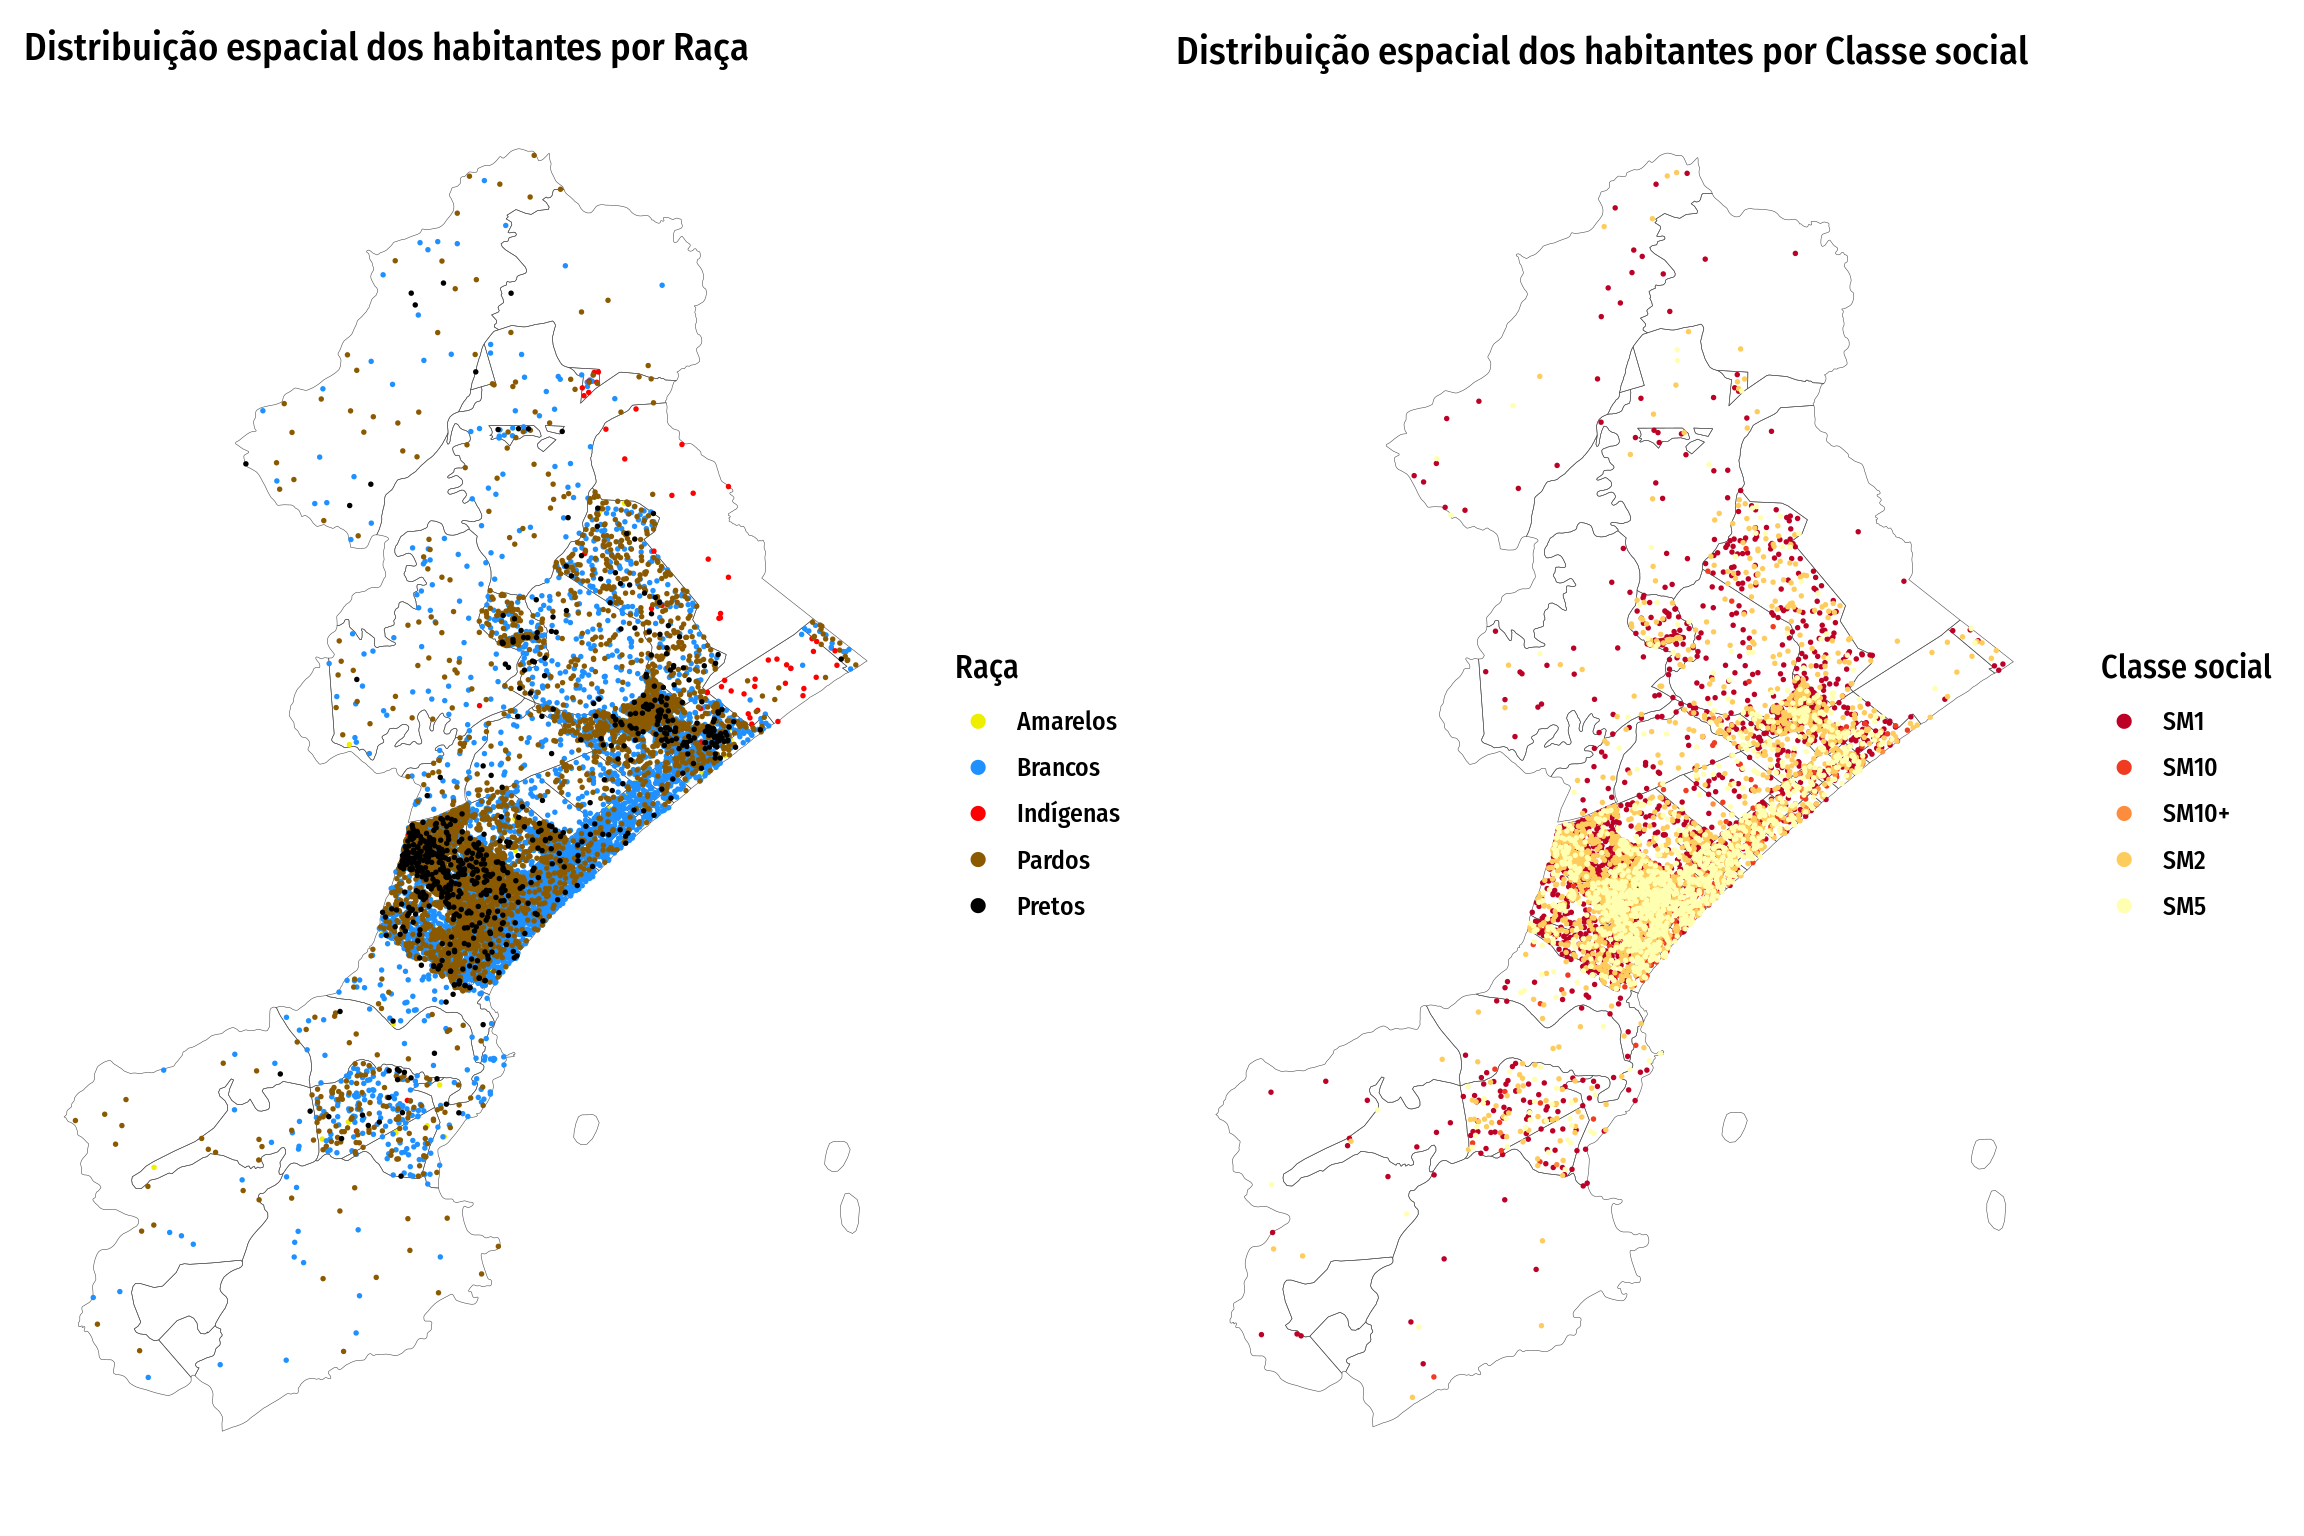 Distribuição espacial dos habitantes por Raça
Distribuição espacial dos habitantes por Classe social
Raça
Amarelos
Brancos
Indígenas
Pardos
Pretos
Classe social
SM1
SM10
SM10+
SM2
SM5